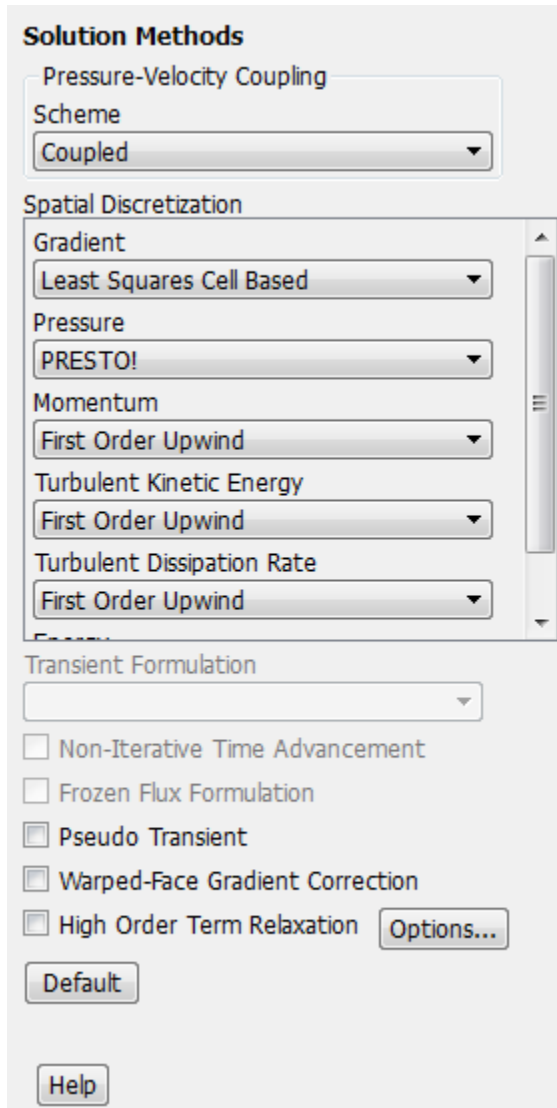 Solution Methods
Pressure-Velocity Coupling
Scheme
Coupled
Spatial Discretization
Gradient
Least Squares Cell Based
Pressure
PRESTO!
Momentum
First Order Upwind
Turbulent Kinetic Energy
First Order Upwind
Turbulent Dissipation Rate
First Order Upwind
Energy
Transient Formulation
Non-Iterative Time Advancement
Frozen Flux Formulation
Pseudo Transient
Warped-Face Gradient Correction
High Order Term Relaxation Options...
Default
Help